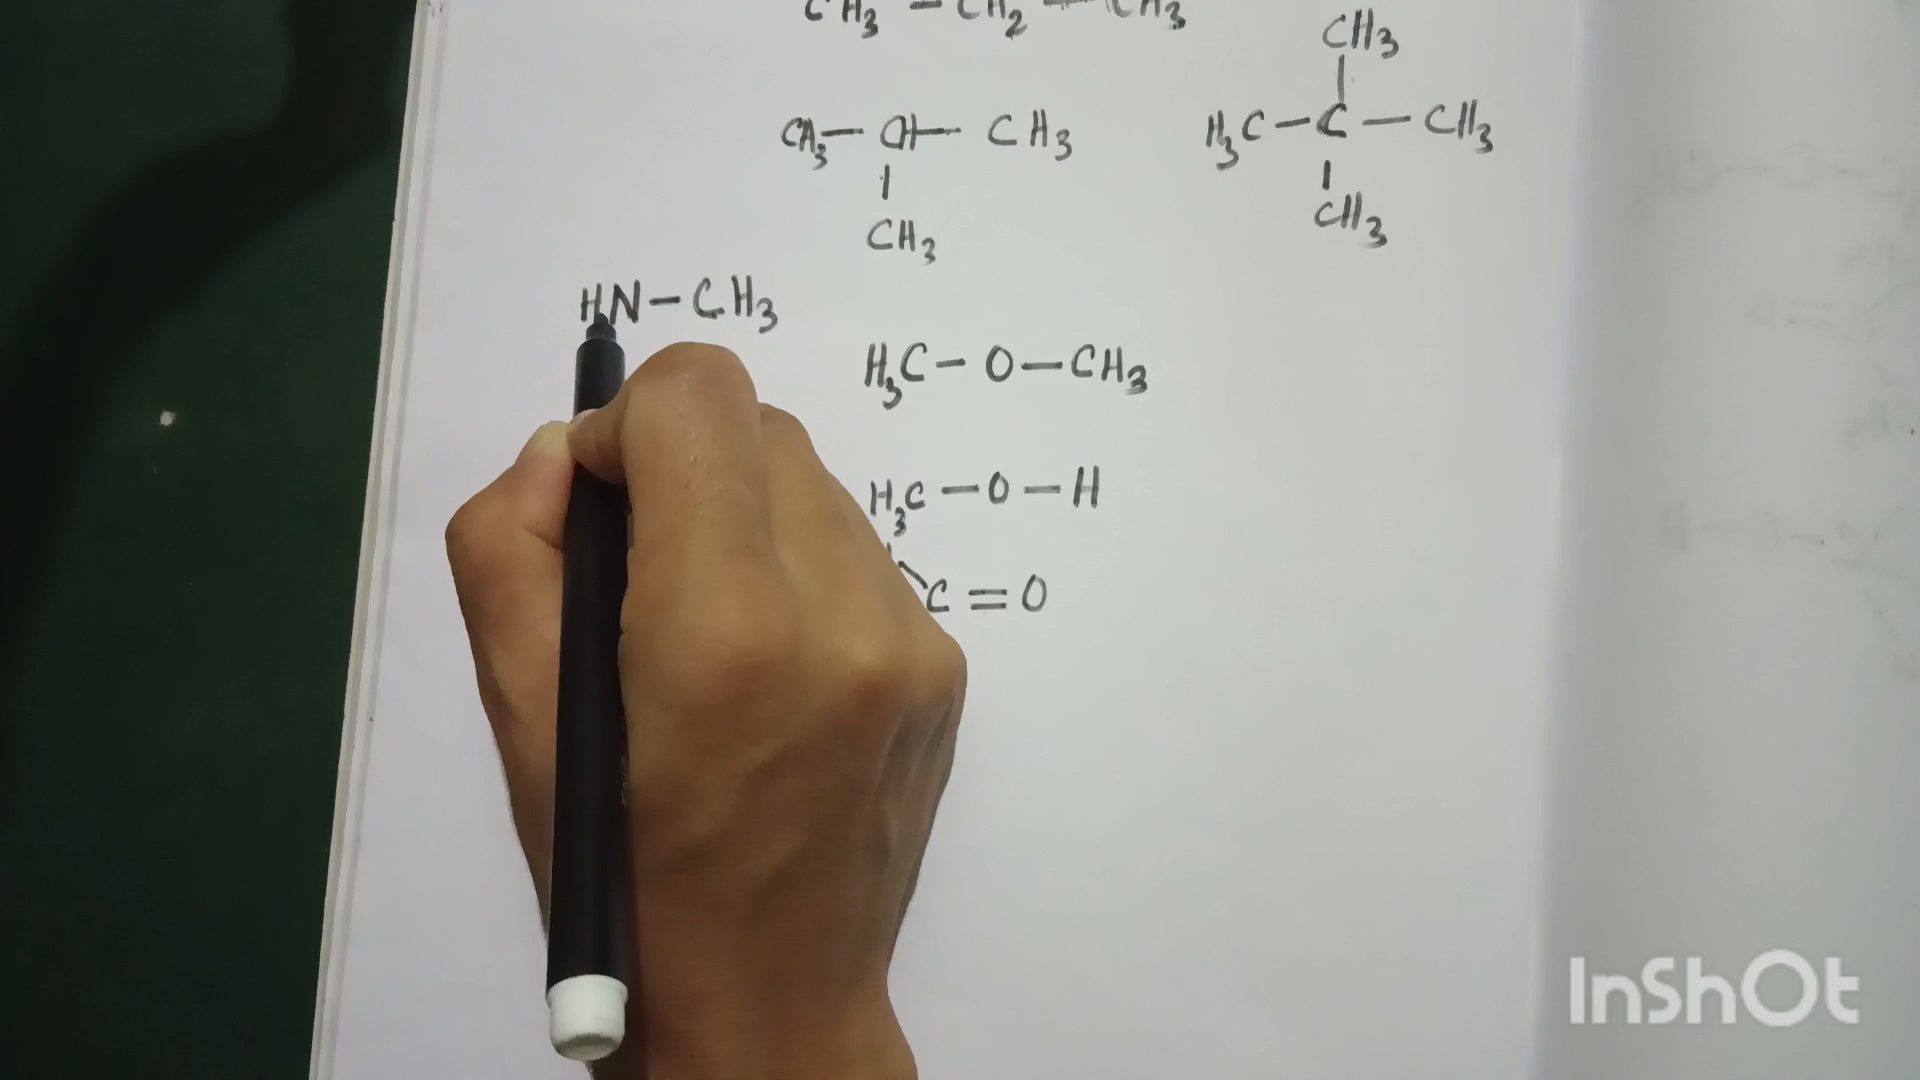 CH3 - CH2 - CH3
CH3
CH3 - CH - CH3
H3C - C - CH3
CH3
CH3
HN - CH3
H3C - O - CH3
H3C - O - H
C = O
InShOt